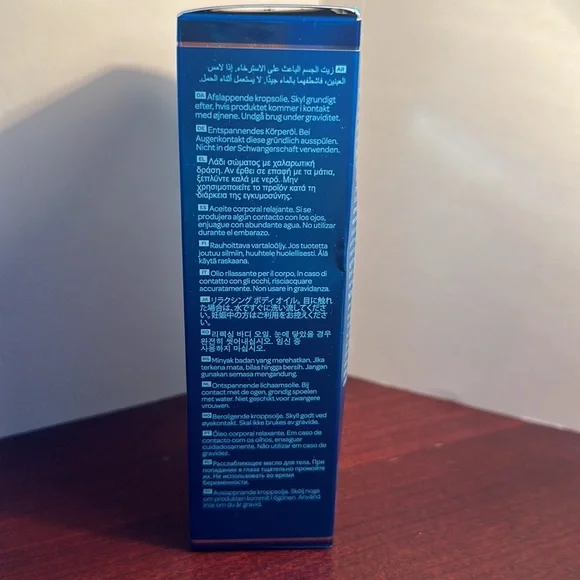 AR زيت الجسم الباعث على الاسترخاء. إذا لامس
العينين، فاشطفهما بالماء جيدًا. لا يستعمل أثناء الحمل.
DA Afslappende kropsolie. Skyl grundigt
efter, hvis produktet kommer i kontakt
med øjnene. Undgå brug under graviditet.
DE Entspannendes Körperöl. Bei
Augenkontakt diese gründlich ausspülen.
Nicht in der Schwangerschaft verwenden.
EL Λάδι σώματος με χαλαρωτική
δράση. Αν έρθει σε επαφή με τα μάτια,
ξεπλύντε καλά με νερό. Μην
χρησιμοποιείτε το προϊόν κατά τη
διάρκεια της εγκυμοσύνης.
ES Aceite corporal relajante. Si se
produjera algún contacto con los ojos,
enjuague con abundante agua. No utilizar
durante el embarazo.
FI Rauhoittava vartaloöljy. Jos tuotetta
joutuu silmiin, huuhtele huolellisesti. Älä
käytä raskaana.
IT Olio rilassante per il corpo. In caso di
contatto con gli occhi, risciacquare
accuratamente. Non usare in gravidanza.
JA リラクシング ボディ オイル。目に触れ
た場合は、水ですぐに洗い流してくださ
い。妊娠中の方はご利用をお控えくださ
い。
KO 리렉싱 바디 오일. 눈에 닿았을 경우
완전히 씻어내십시오. 임신 중
사용하지 마십시오.
MS Minyak badan yang merehatkan. Jika
terkena mata, bilas hingga bersih. Jangan
gunakan semasa mengandung.
NL Ontspannende lichaamsolie. Bij
contact met de ogen, grondig spoelen
met water. Niet geschikt voor zwangere
vrouwen.
NO Beroligende kroppsolje. Skyll godt ved
øyekontakt. Skal ikke brukes av gravide.
PT Óleo corporal relaxante. Em caso de
contacto com os olhos, enxaguar
cuidadosamente. Não utilizar em caso de
gravidez.
RU Расслабляющее масло для тела. При
попадании в глаза тщательно промойте
их. Не использовать во время
беременности.
SV Avslappnande kroppsolja. Skölj noga
om produkten kommit i ögonen. Använd
inte om du är gravid.